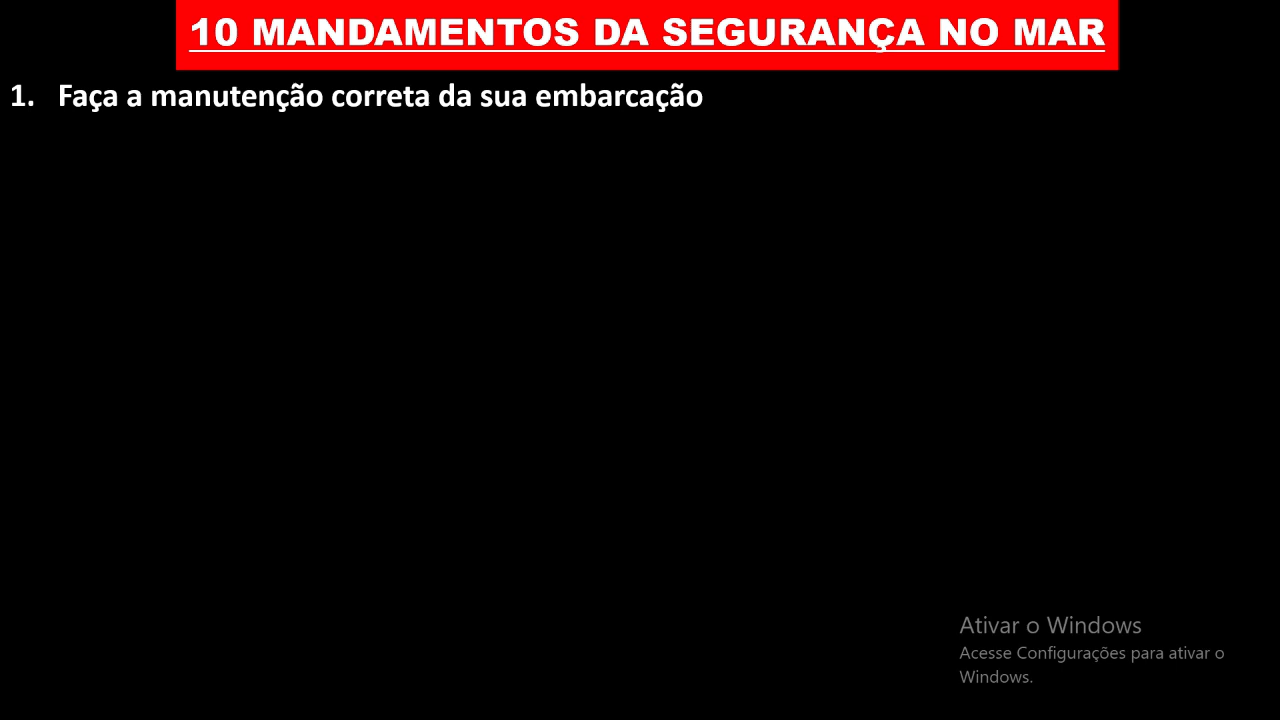 10 MANDAMENTOS DA SEGURANÇA NO MAR
1. Faça a manutenção correta da sua embarcação
Ativar o Windows
Acesse Configurações para ativar o
Windows.